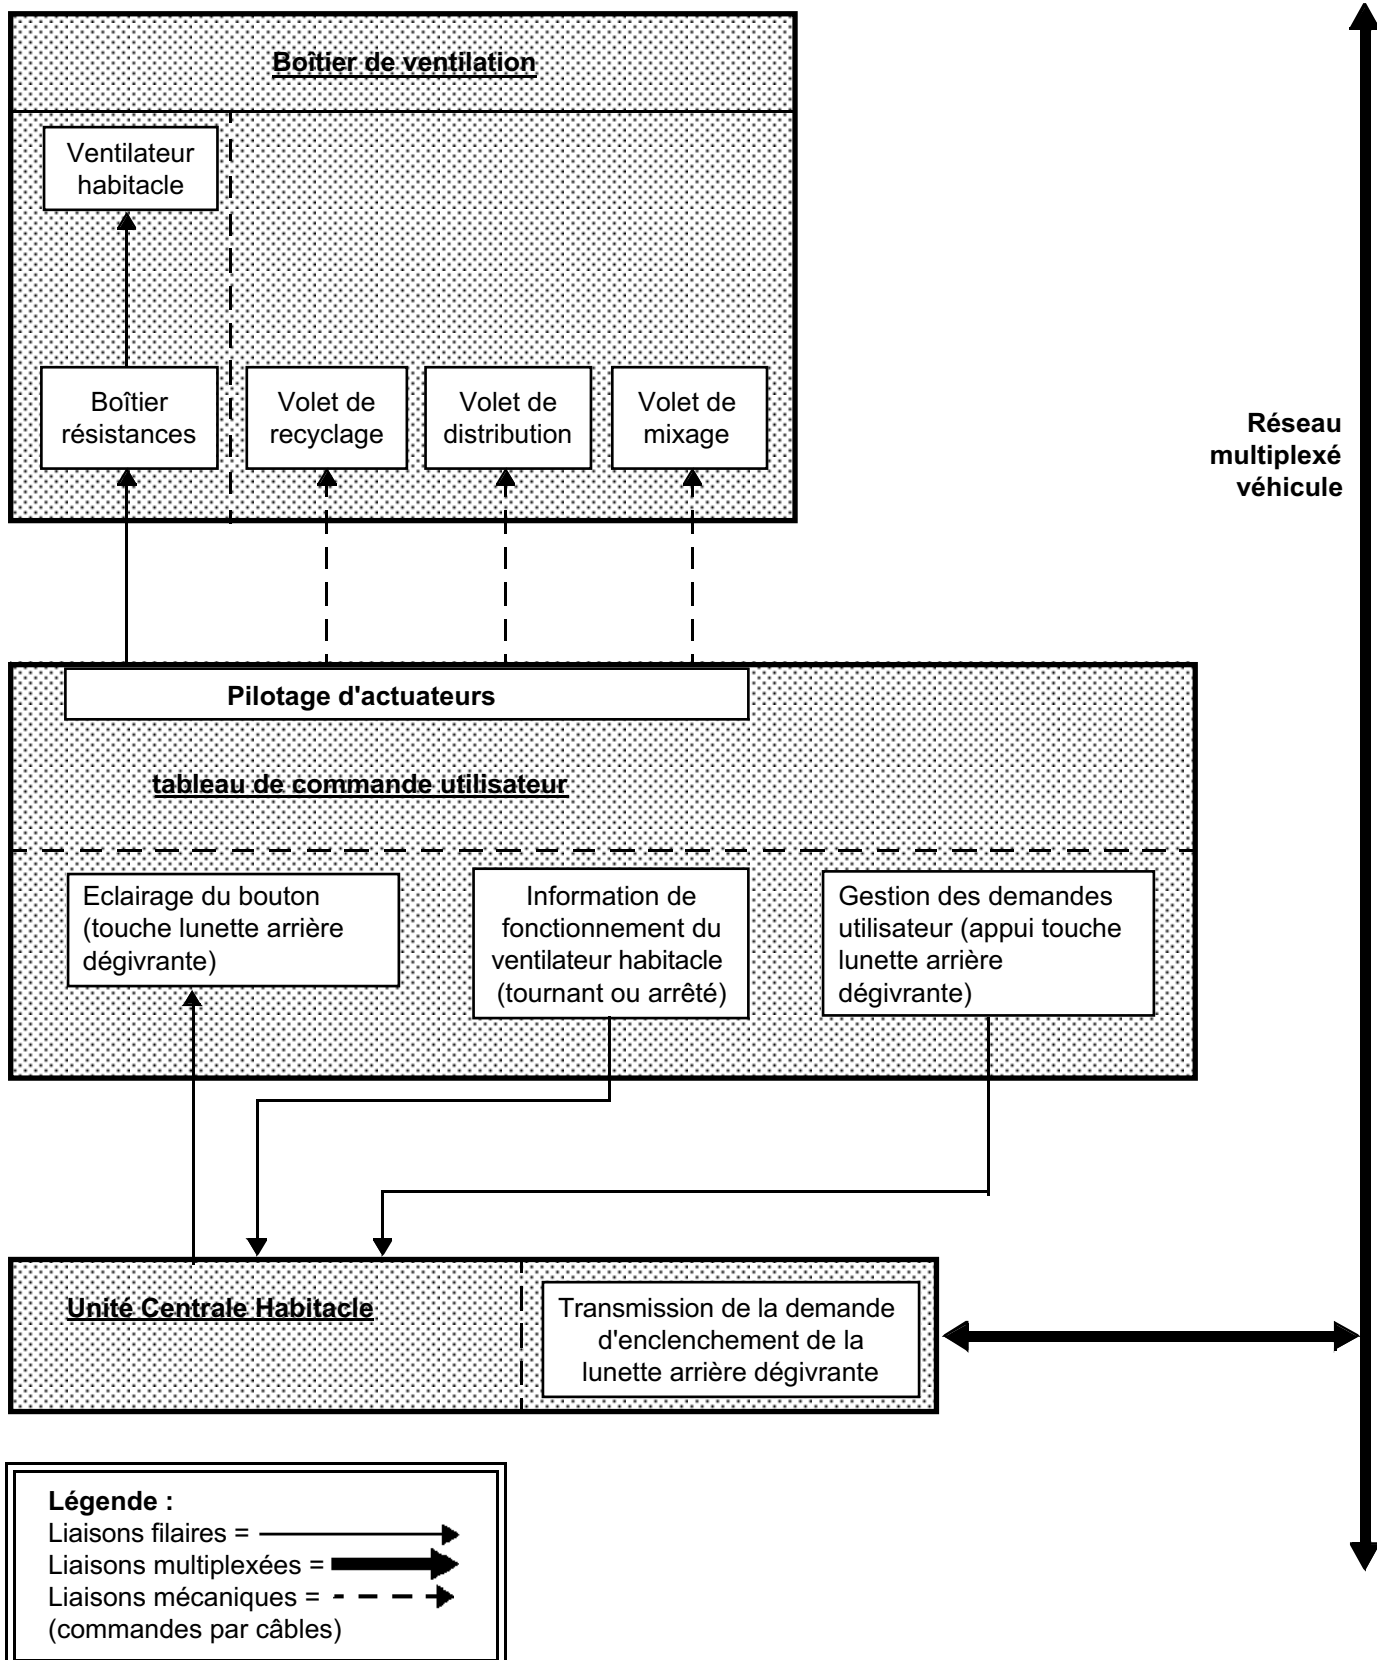 Boîtier de ventilation
Ventilateur
habitacle
Boîtier
résistances
Volet de
recyclage
Volet de
distribution
Volet de
mixage
Réseau
multiplexé
véhicule
Pilotage d'actuateurs
tableau de commande utilisateur
Eclairage du bouton
(touche lunette arrière
dégivrante)
Information de
fonctionnement du
ventilateur habitacle
(tournant ou arrêté)
Gestion des demandes
utilisateur (appui touche
lunette arrière
dégivrante)
Unité Centrale Habitacle
Transmission de la demande
d'enclenchement de la
lunette arrière dégivrante
Légende :
Liaisons filaires =
Liaisons multiplexées =
Liaisons mécaniques =
(commandes par câbles)